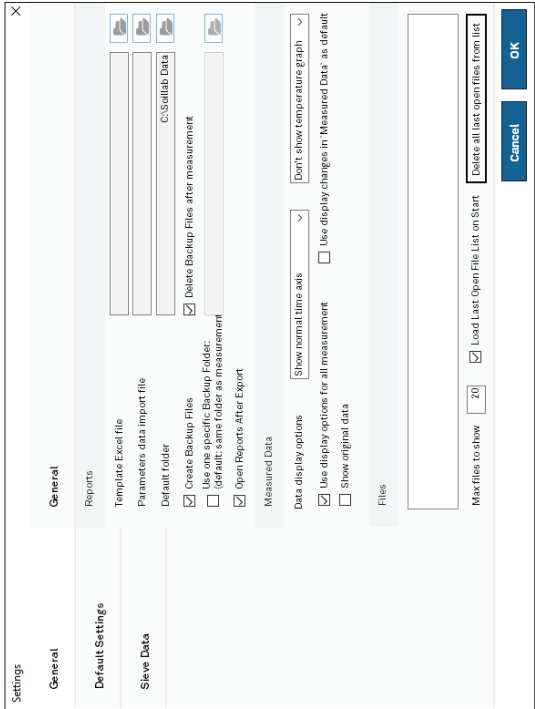 Settings
General
Default Settings
Sieve Data
General
Reports
Template Excel file
Parameters data import file
Default folder
C:\Soillab Data
Create Backup Files
Delete Backup Files after measurement
Use one specific Backup Folder:
(default: same folder as measurement
Open Reports After Export
Measured Data
Data display options
Show normal time axis
Don't show temperature graph
Use display options for all measurement
Use display changes in 'Measured Data` as default
Show original data
Files
Max files to show
20
Load Last Open File List on Start
Delete all last open files from list
Cancel
OK